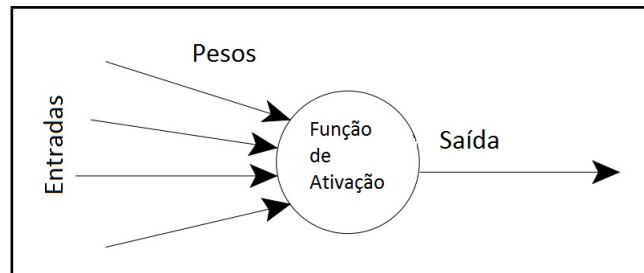 Pesos
Entradas
Função
de
Ativação
Saída